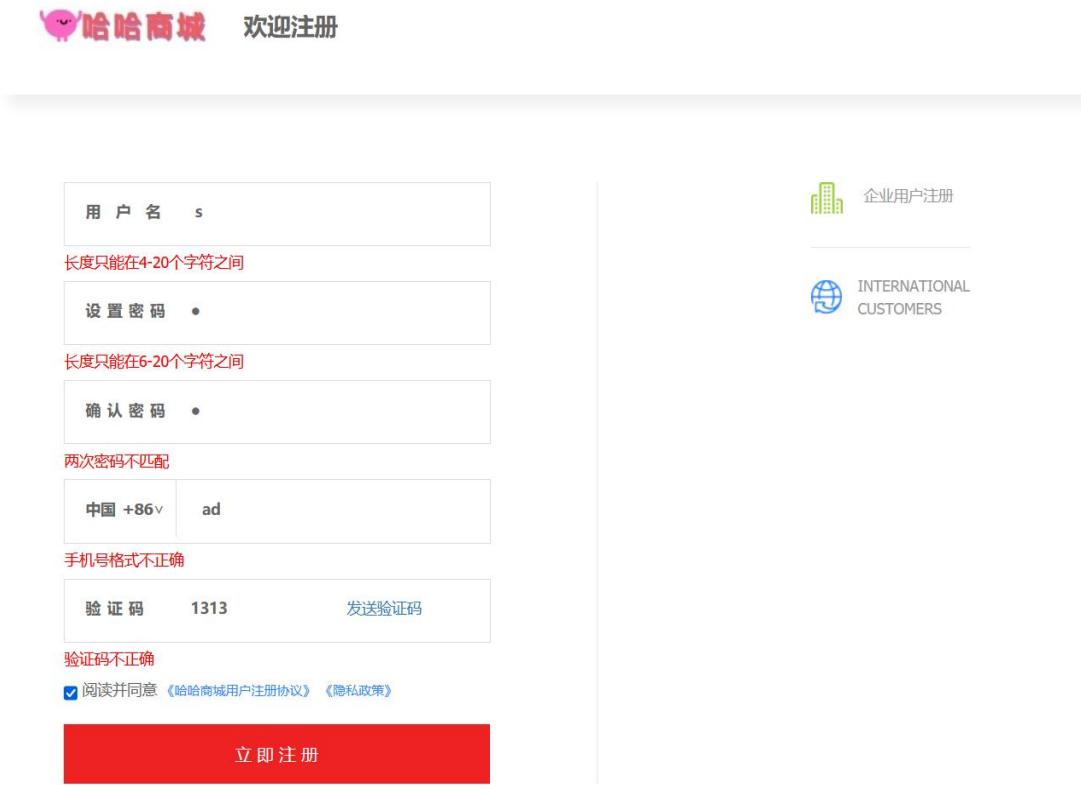 哈哈商城 欢迎注册
用户名 s
长度只能在4-20个字符之间
设置密码 ●
长度只能在6-20个字符之间
确认密码 ●
两次密码不匹配
中国 +86∨ ad
手机号格式不正确
验证码 1313 发送验证码
验证码不正确
阅读并同意《哈哈商城用户注册协议》《隐私政策》
立即注册
企业用户注册
INTERNATIONAL
CUSTOMERS